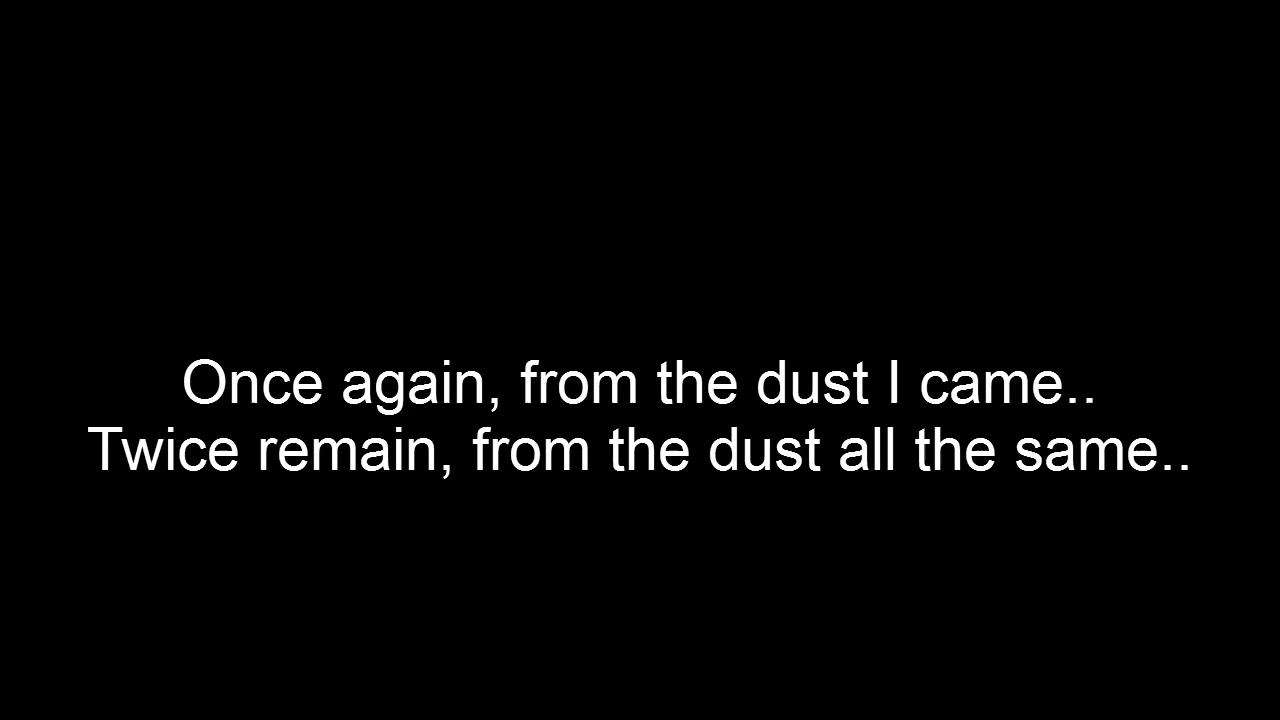 Once again, from the dust I came..
Twice remain, from the dust all the same..